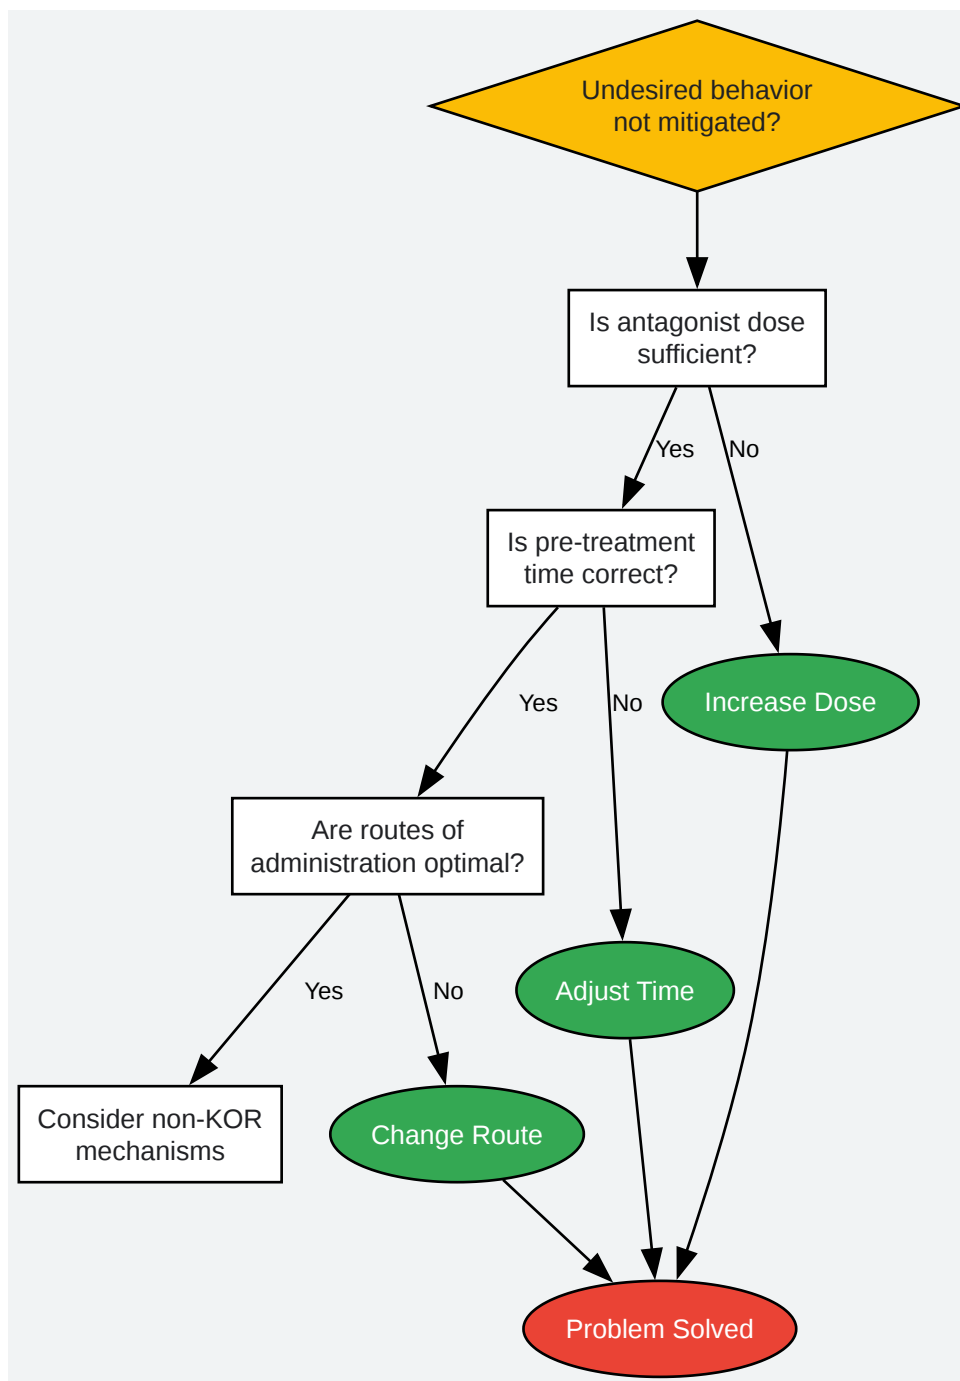 Undesired behavior
not mitigated?
Is antagonist dose
sufficient?
Yes
No
Is pre-treatment
time correct?
Yes
No
Increase Dose
Are routes of
administration optimal?
Yes
No
Adjust Time
Consider non-KOR
mechanisms
Change Route
Problem Solved